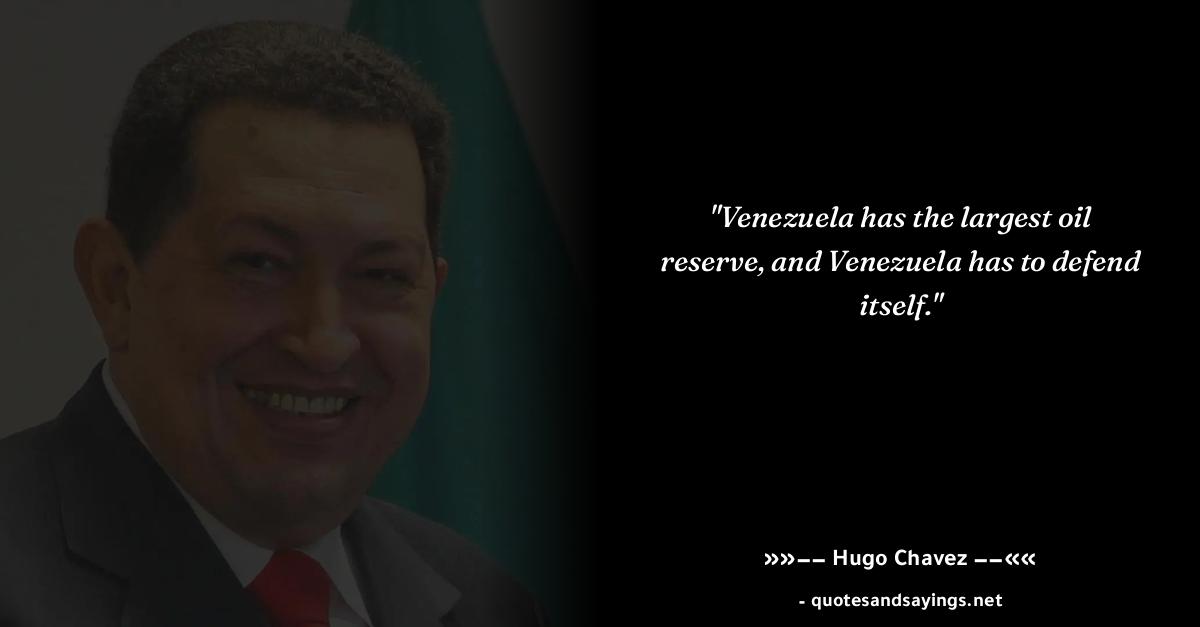 "Venezuela has the largest oil
reserve, and Venezuela has to defend
itself."
»»−− Hugo Chavez −−««
- quotesandsayings.net